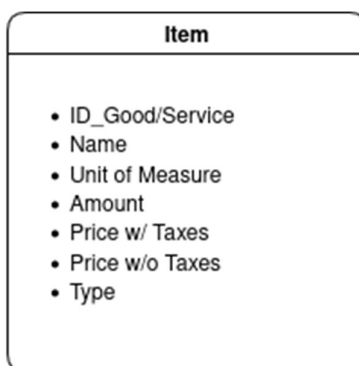 Item
• ID_Good/Service
• Name
• Unit of Measure
• Amount
• Price w/ Taxes
• Price w/o Taxes
• Type